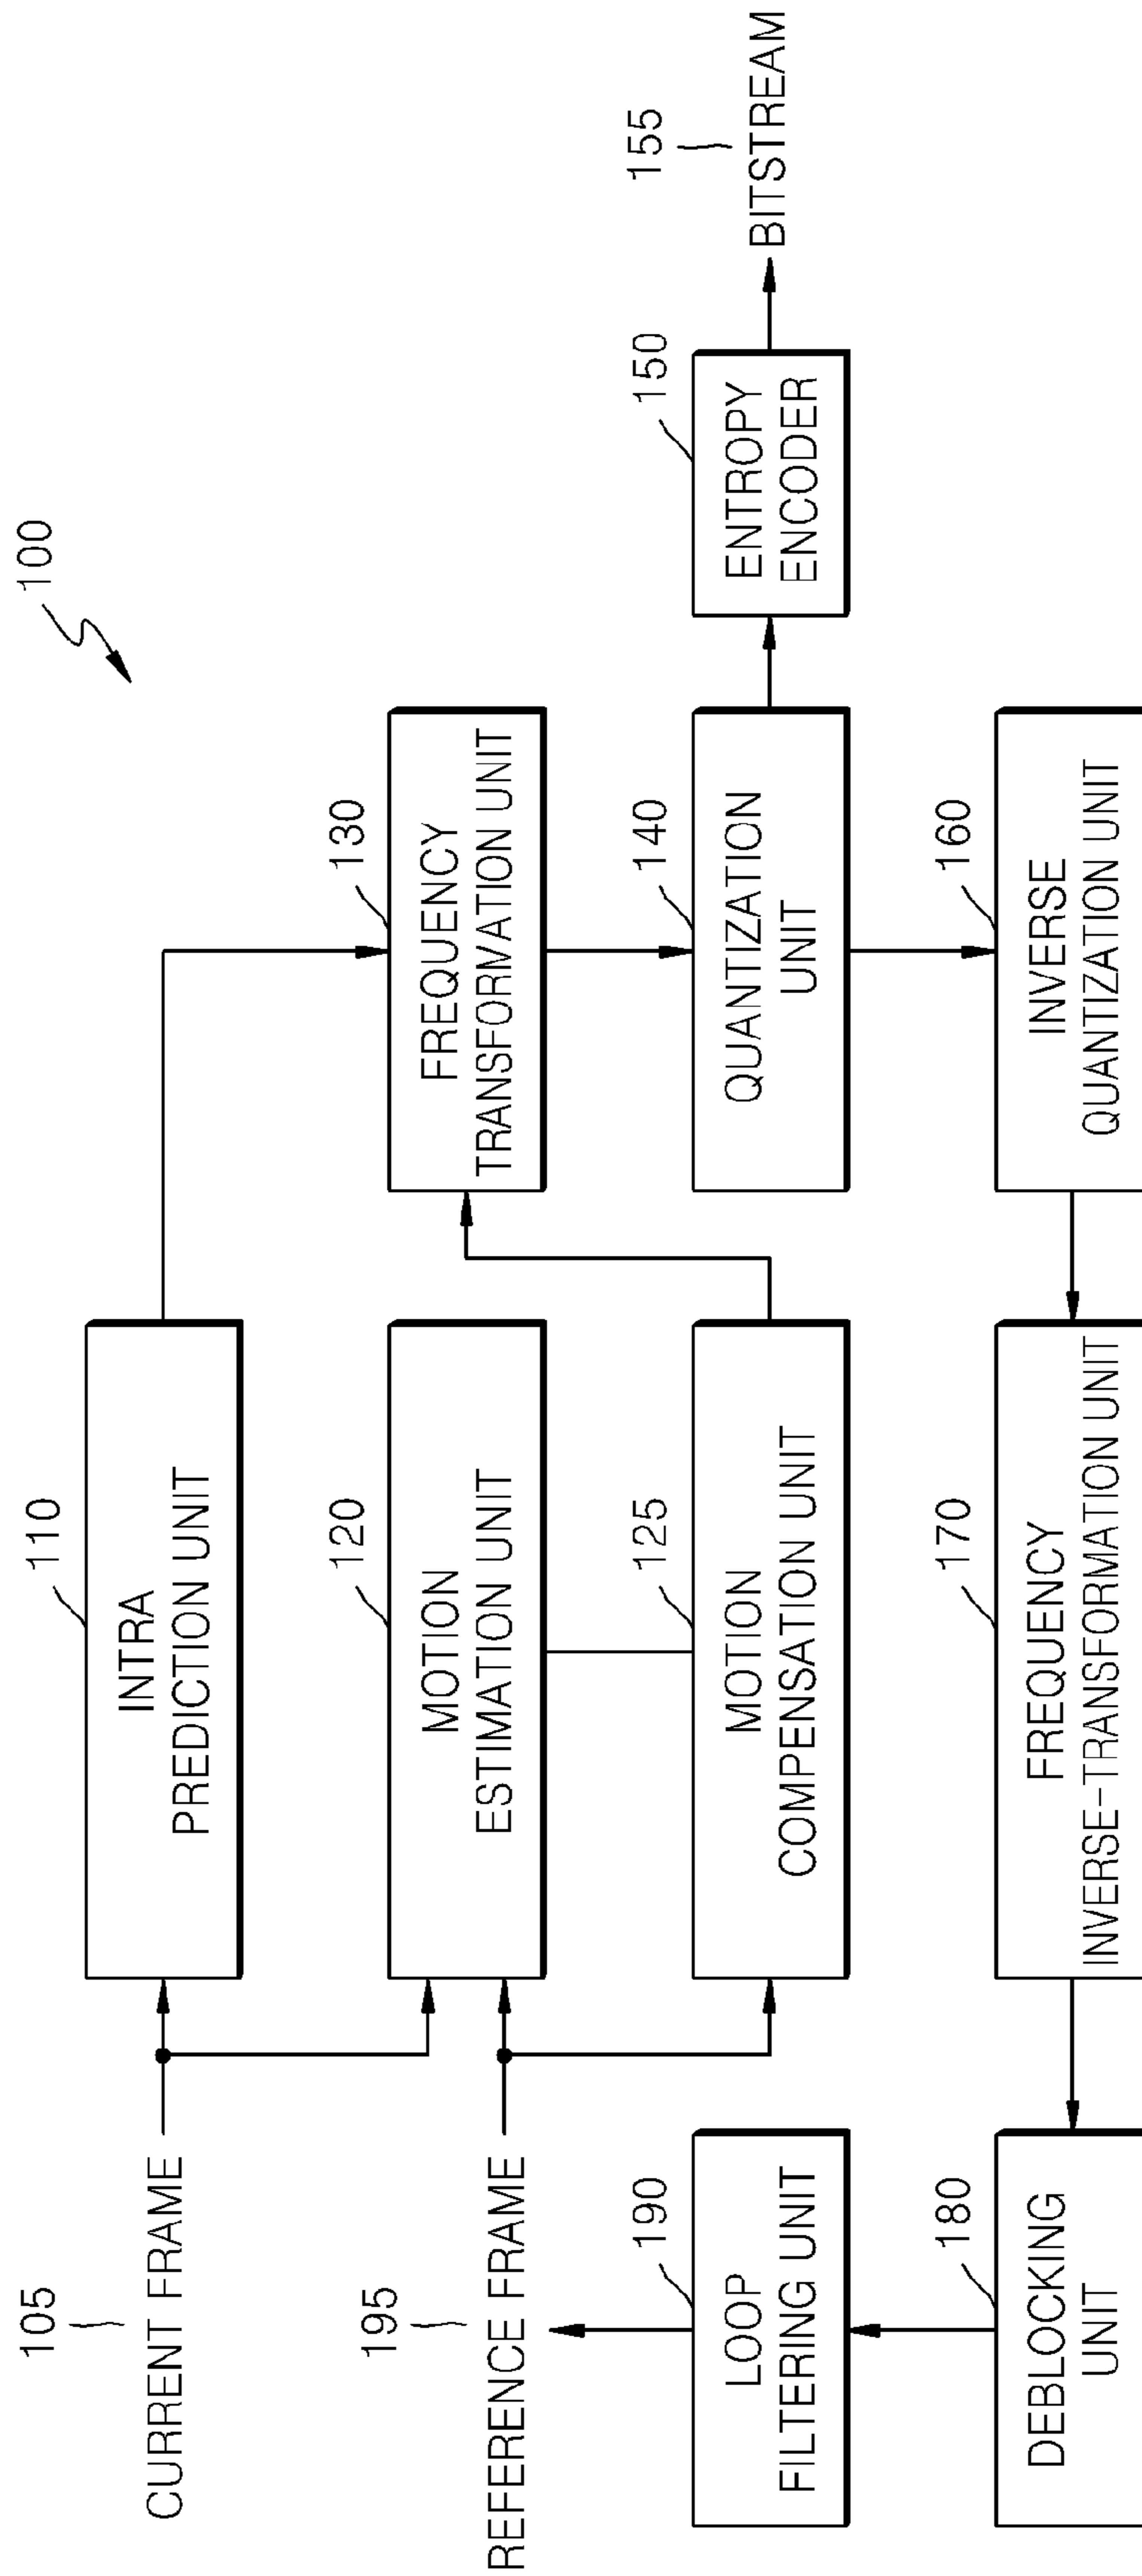 100
105
CURRENT FRAME
110
INTRA
PREDICTION UNIT
195
REFERENCE FRAME
120
MOTION
ESTIMATION UNIT
130
FREQUENCY
TRANSFORMATION UNIT
190
LOOP
FILTERING UNIT
125
MOTION
COMPENSATION UNIT
140
QUANTIZATION
UNIT
150
ENTROPY
ENCODER
155
BITSTREAM
180
DEBLOCKING
UNIT
170
FREQUENCY
INVERSE-TRANSFORMATION UNIT
160
INVERSE
QUANTIZATION UNIT